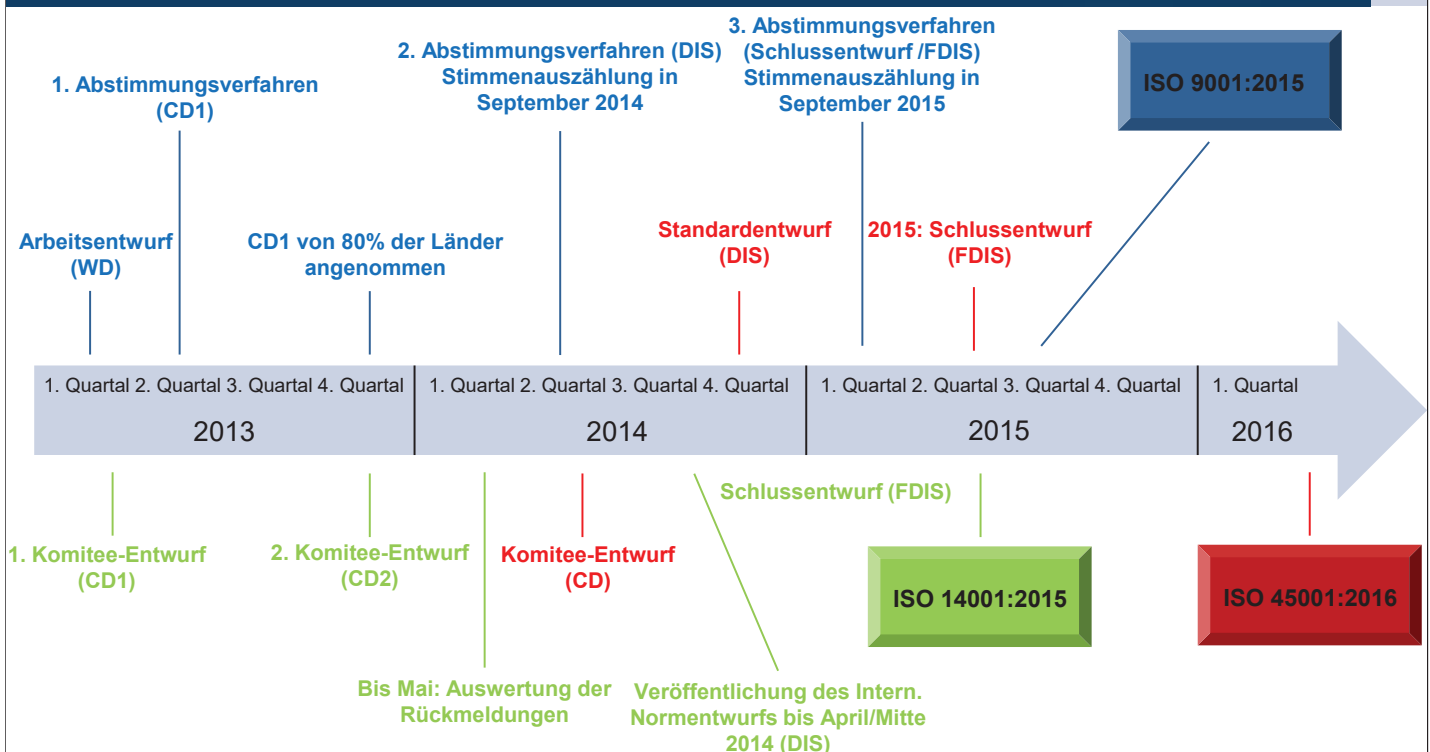 3. Abstimmungsverfahren
(Schlussentwurf /FDIS)
Stimmenauszählung in
September 2015
2. Abstimmungsverfahren (DIS)
Stimmenauszählung in
September 2014
1. Abstimmungsverfahren
(CD1)
ISO 9001:2015
Arbeitsentwurf
(WD)
CD1 von 80% der Länder
angenommen
Standardentwurf
(DIS)
2015: Schlussentwurf
(FDIS)
1. Quartal 2. Quartal 3. Quartal 4. Quartal
2013
1. Quartal 2. Quartal 3. Quartal 4. Quartal
2014
1. Quartal 2. Quartal 3. Quartal 4. Quartal
2015
1. Quartal
2016
Schlussentwurf (FDIS)
1. Komitee-Entwurf
(CD1)
2. Komitee-Entwurf
(CD2)
Komitee-Entwurf
(CD)
ISO 14001:2015
ISO 45001:2016
Bis Mai: Auswertung der
Rückmeldungen
Veröffentlichung des Intern.
Normentwurfs bis April/Mitte
2014 (DIS)